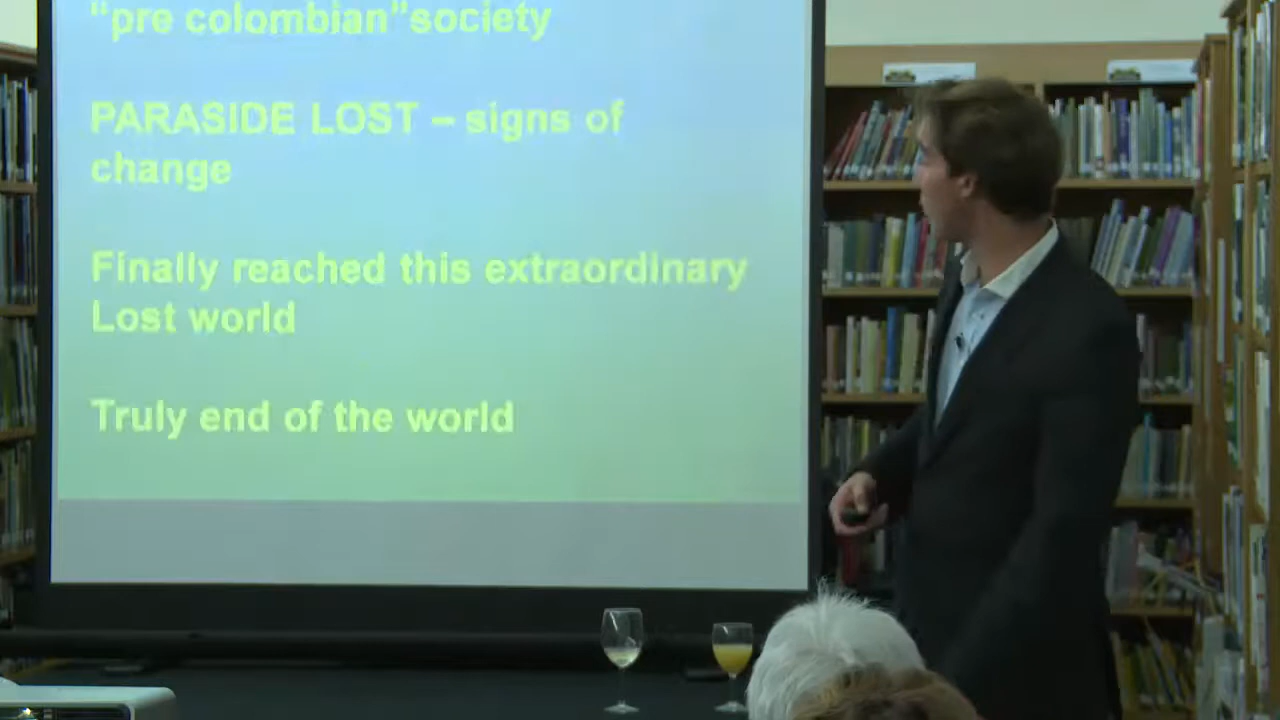 "pre colombian"society
PARASIDE LOST – signs of
change
Finally reached this extraordinary
Lost world
Truly end of the world